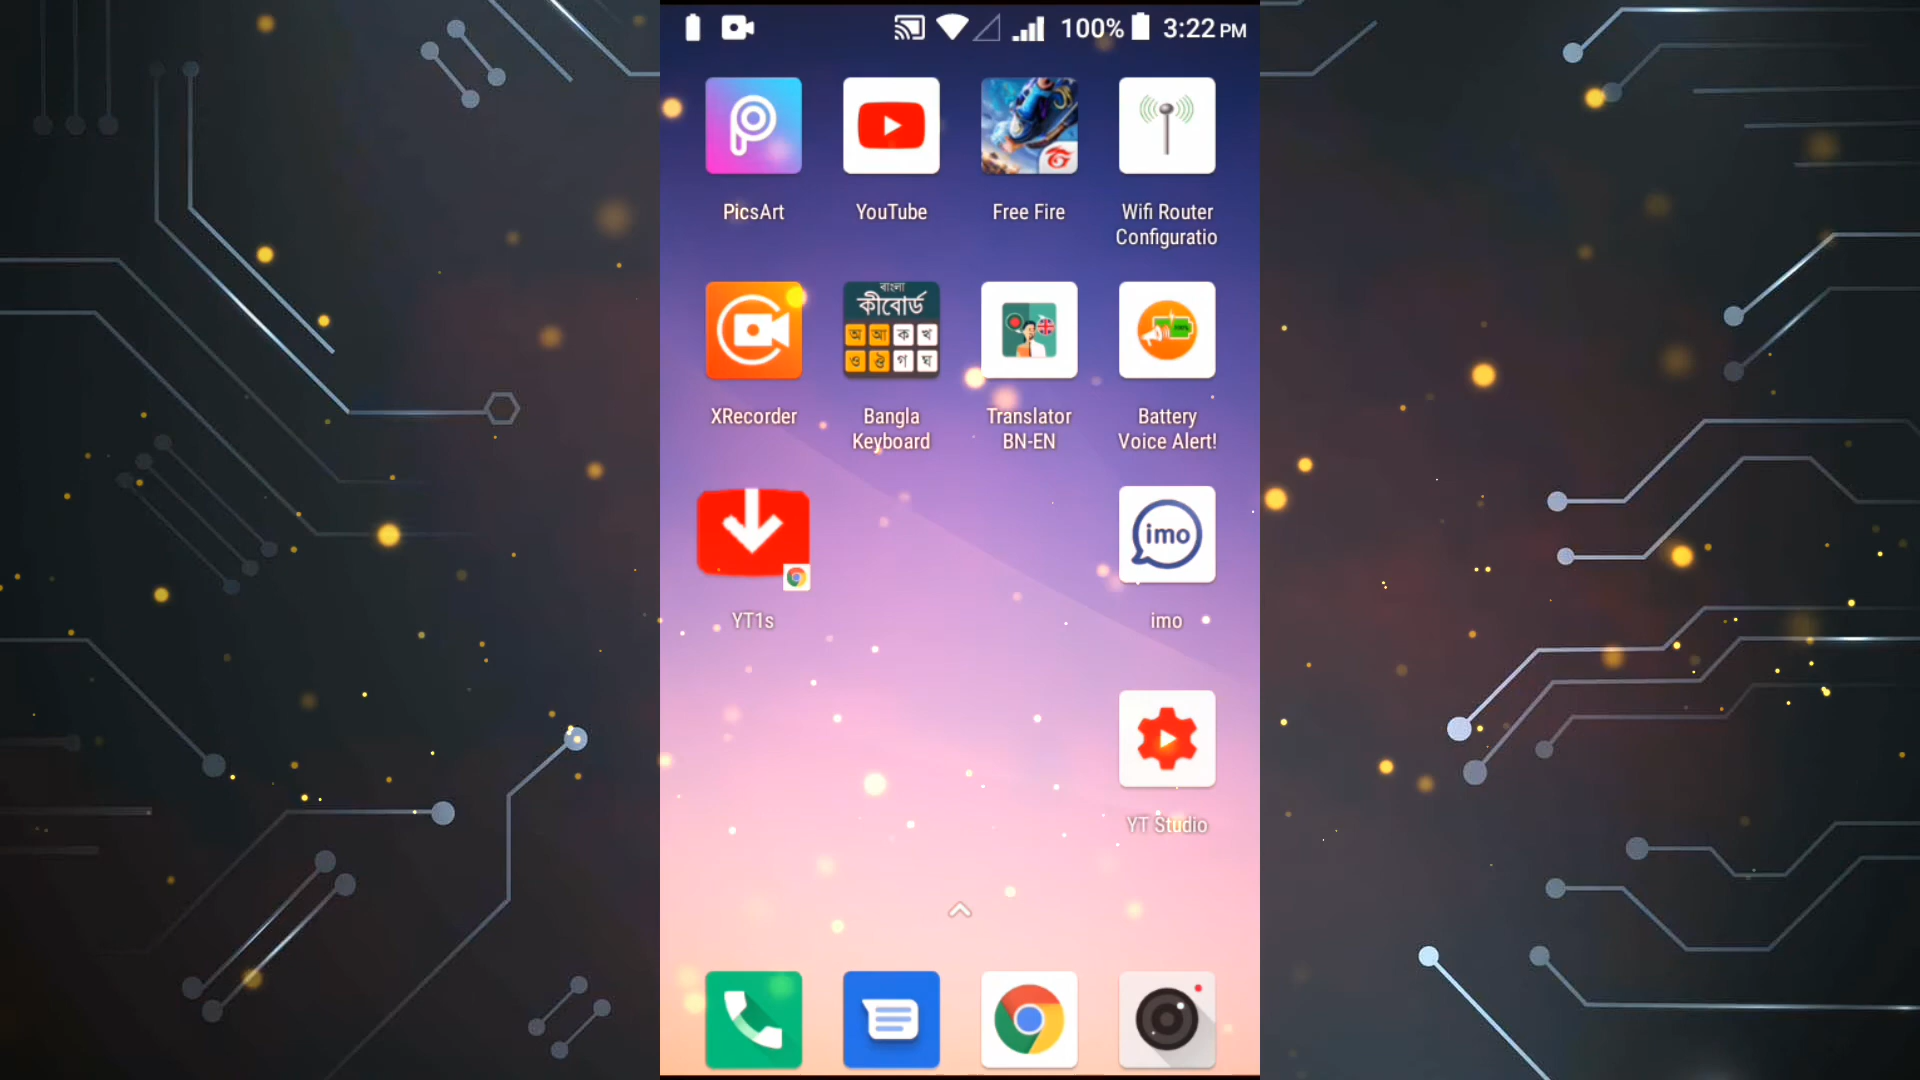 100% 3:22 PM
PicsArt YouTube Free Fire Wifi Router
Configuratio
বাংলা
কীবোর্ড
অ আ ক খ
ও ঔ গ ঘ
XRecorder Bangla Translator Battery
Keyboard BN-EN Voice Alert!
imo
YT1s imo
YT Studio